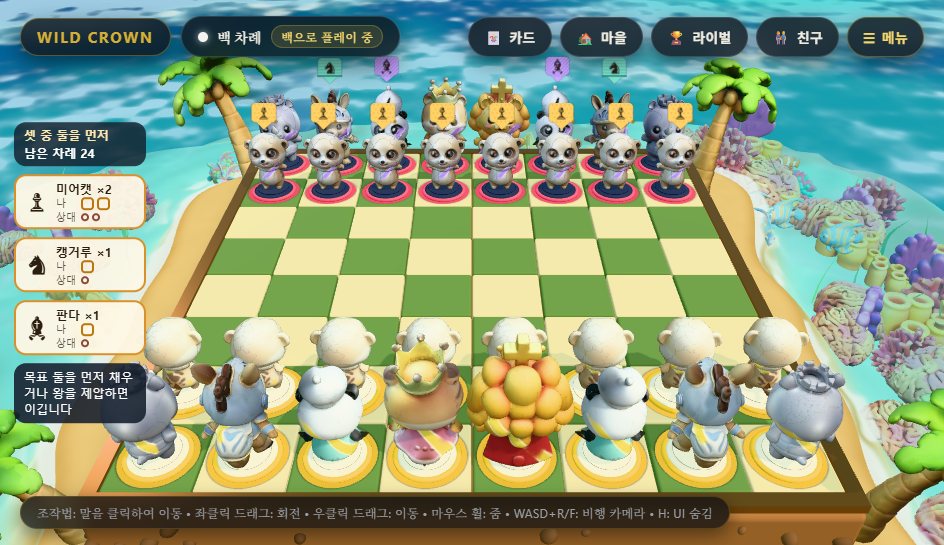 WILD CROWN
백 차례
백으로 플레이 중
카드
마을
라이벌
친구
메뉴
셋 중 둘을 먼저
남은 차례 24
미어캣 ×2
나
상대
캥거루 ×1
나
상대
판다 ×1
나
상대
목표 둘을 먼저 채우
거나 왕을 제압하면
이깁니다
조작법: 말을 클릭하여 이동 • 좌클릭 드래그: 회전 • 우클릭 드래그: 이동 • 마우스 휠: 줌 • WASD+R/F: 비행 카메라 • H: UI 숨김